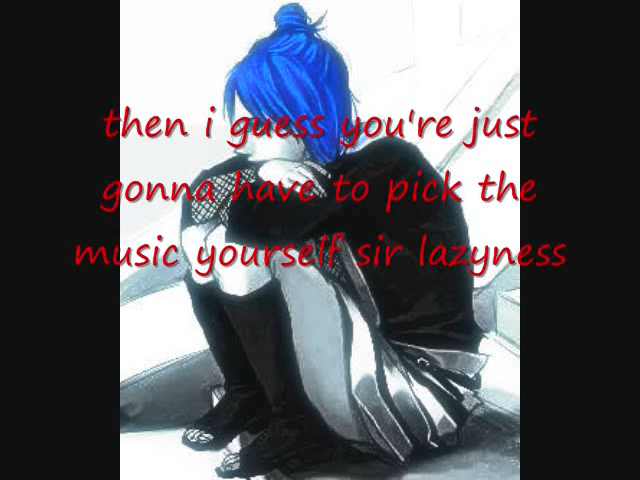 then i guess you're just
gonna have to pick the
music yourself sir lazyness